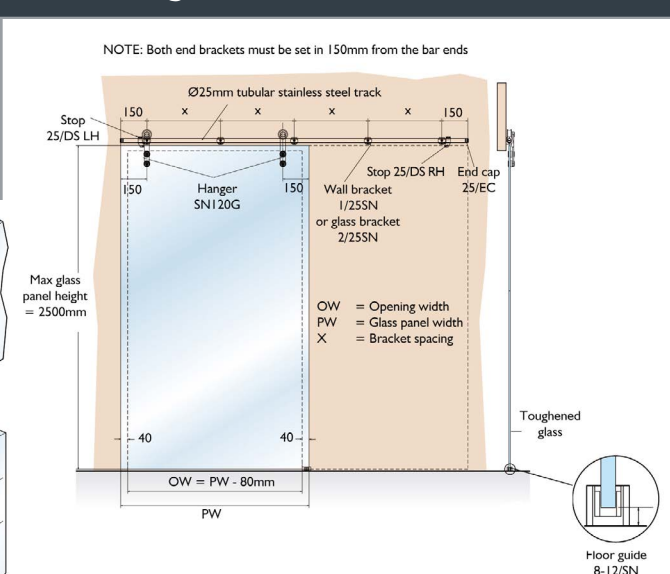 NOTE: Both end brackets must be set in 150mm from the bar ends
Ø25mm tubular stainless steel track
150 x x x x 150
Stop
25/DS LH
Stop 25/DS RH
End cap
25/EC
150
Hanger
SN120G
150
Wall bracket
1/25SN
or glass bracket
2/25SN
Max glass
panel height
= 2500mm
OW = Opening width
PW = Glass panel width
X = Bracket spacing
40
40
Toughened
glass
OW = PW - 80mm
PW
Floor guide
8-12/SN